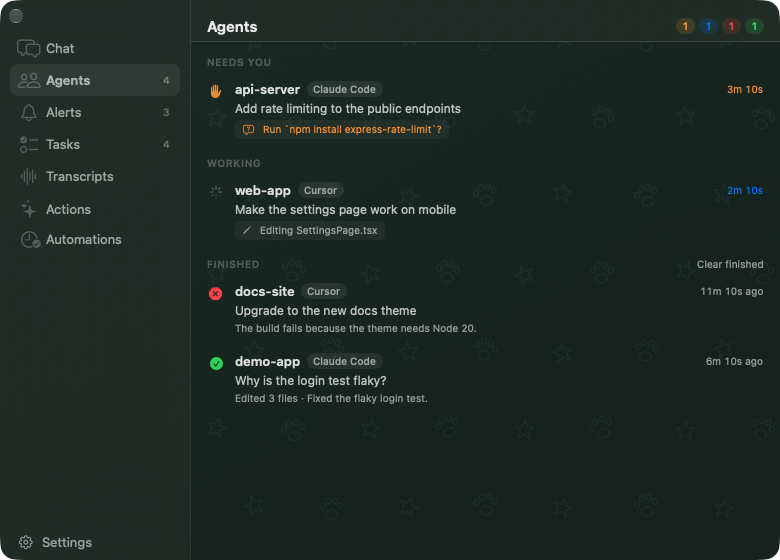 Chat
Agents 4
Alerts 3
Tasks 4
Transcripts
Actions
Automations
Settings
Agents
1 1 1 1
NEEDS YOU
api-server Claude Code 3m 10s
Add rate limiting to the public endpoints
Run `npm install express-rate-limit`?
WORKING
web-app Cursor 2m 10s
Make the settings page work on mobile
Editing SettingsPage.tsx
FINISHED Clear finished
docs-site Cursor 11m 10s ago
Upgrade to the new docs theme
The build fails because the theme needs Node 20.
demo-app Claude Code 6m 10s ago
Why is the login test flaky?
Edited 3 files · Fixed the flaky login test.